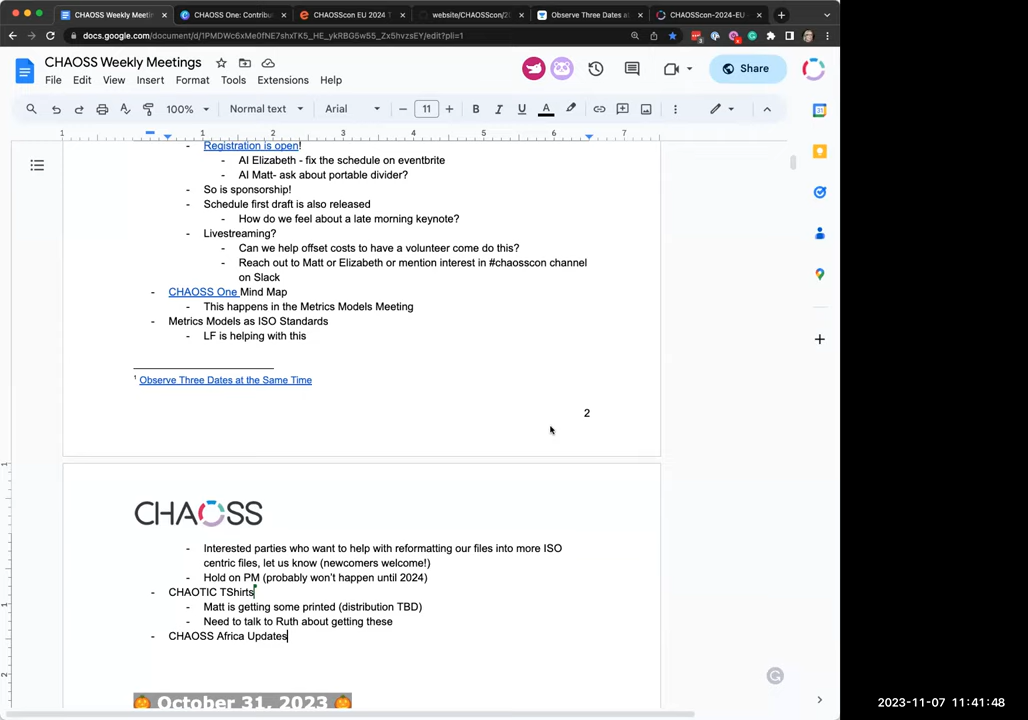 CHAOSS Weekly Meetin
CHAOSS One: Contribu
CHAOSScon EU 2024 T
website/CHAOSScon/20
Observe Three Dates a
CHAOSScon-2024-EU
docs.google.com/document/d/1PMDWc6xMe0fNE7shxTK5_HE_ykRBG5w55_Zx5hvzsEY/edit?pli=1
CHAOSS Weekly Meetings
File Edit View Insert Format Tools Extensions Help
Share
100% Normal text Arial 11 B I U A
1 1 2 3 4 5 6 7
Registration is open!
- AI Elizabeth - fix the schedule on eventbrite
- AI Matt- ask about portable divider?
- So is sponsorship!
- Schedule first draft is also released
- How do we feel about a late morning keynote?
- Livestreaming?
- Can we help offset costs to have a volunteer come do this?
- Reach out to Matt or Elizabeth or mention interest in #chaosscon channel
on Slack
- CHAOSS One Mind Map
- This happens in the Metrics Models Meeting
- Metrics Models as ISO Standards
- LF is helping with this
1 Observe Three Dates at the Same Time
2
CHAOSS
- Interested parties who want to help with reformatting our files into more ISO
centric files, let us know (newcomers welcome!)
- Hold on PM (probably won't happen until 2024)
- CHAOTIC TShirts
- Matt is getting some printed (distribution TBD)
- Need to talk to Ruth about getting these
- CHAOSS Africa Updates
🎃 October 31, 2023 🎃
2023-11-07 11:41:48